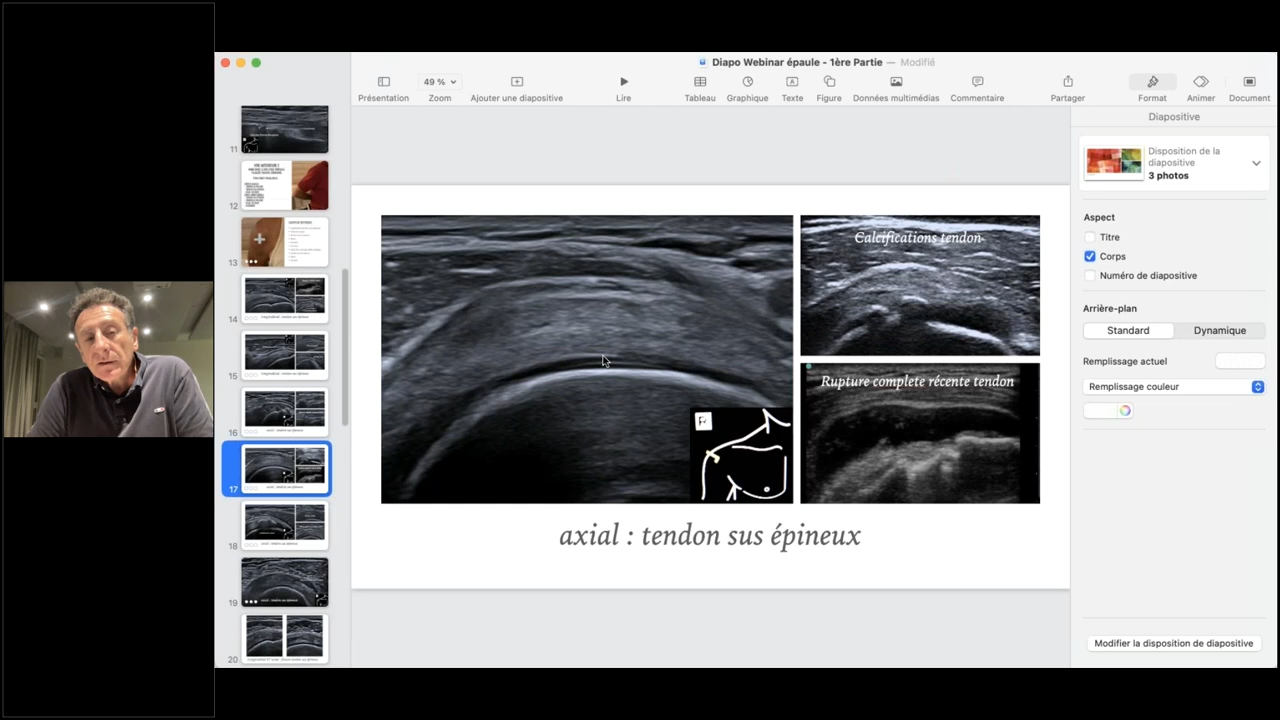 Diapo Webinar épaule - 1ère Partie — Modifié
49 %
Présentation Zoom Ajouter une diapositive Lire Tableau Graphique Texte Figure Données multimédias Commentaire Partager Format Animer Document
11
12
13
14
15
16
17
18
19
20
Calcifications tendon
Rupture complete récente tendon
axial : tendon sus épineux
Diapositive
Disposition de la
diapositive
3 photos
Aspect
Titre
Corps
Numéro de diapositive
Arrière-plan
Standard Dynamique
Remplissage actuel
Remplissage couleur
Modifier la disposition de diapositive